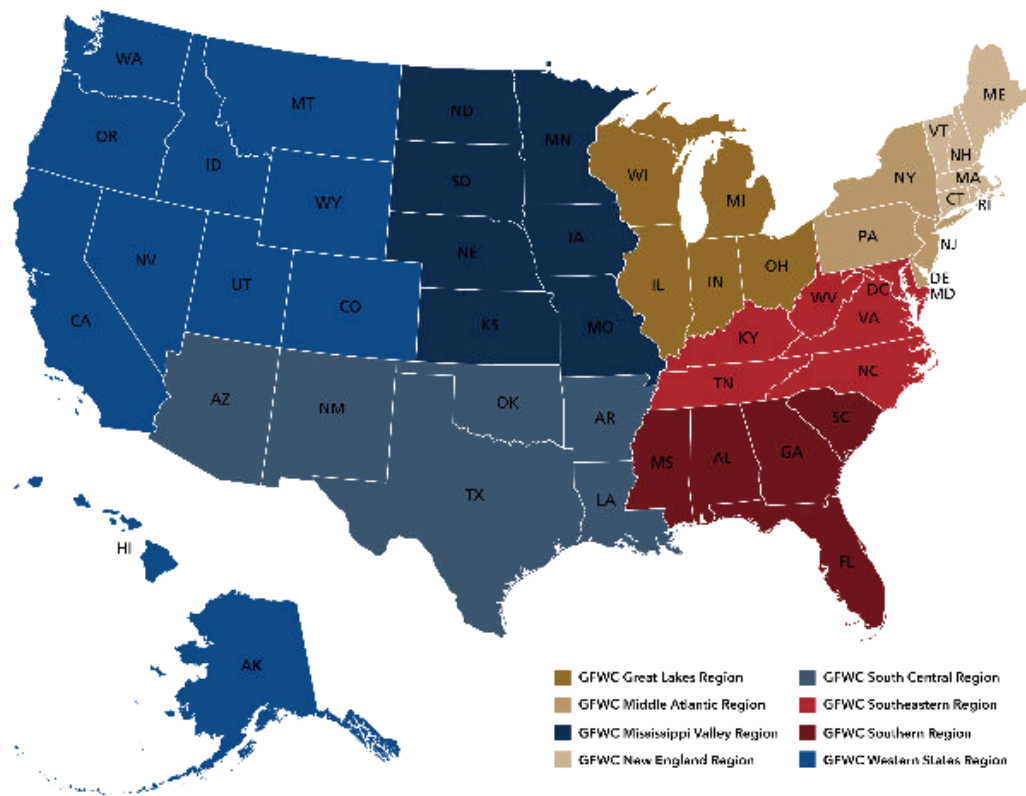 WA
MT
ND
MN
ME
OR
ID
SD
WI
MI
VT
NH
NY
MA
CT
RI
WY
NE
IA
PA
NJ
NV
UT
CO
KS
MO
IL
IN
OH
WV
DC
DE
MD
CA
KY
VA
AZ
NM
OK
AR
TN
NC
SC
TX
LA
MS
AL
GA
HI
FL
AK
GFWC Great Lakes Region
GFWC Middle Atlantic Region
GFWC Mississippi Valley Region
GFWC New England Region
GFWC South Central Region
GFWC Southeastern Region
GFWC Southern Region
GFWC Western States Region